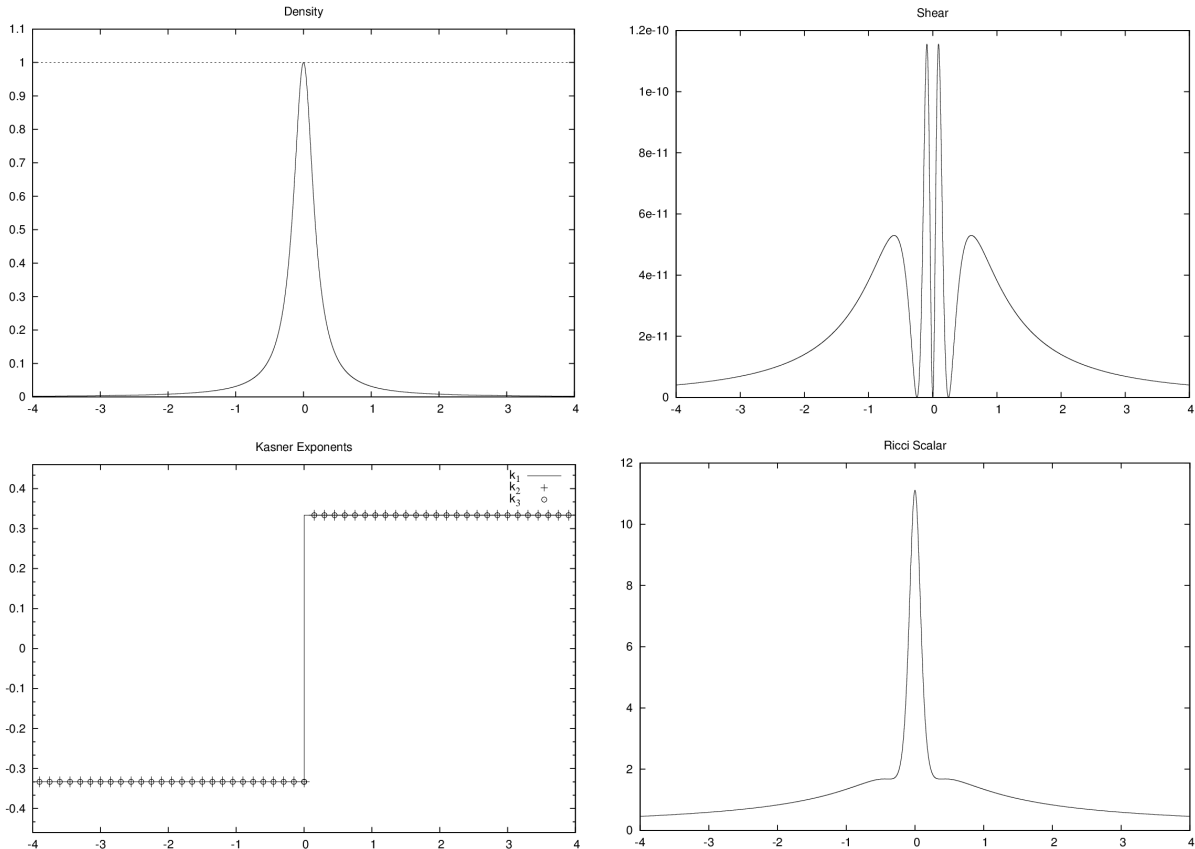 Density
1.1
1
0.9
0.8
0.7
0.6
0.5
0.4
0.3
0.2
0.1
0
-4 -3 -2 -1 0 1 2 3 4
Shear
1.2e-10
1e-10
8e-11
6e-11
4e-11
2e-11
0
-4 -3 -2 -1 0 1 2 3 4
Kasner Exponents
k1
k2
k3
0.4
0.3
0.2
0.1
0
-0.1
-0.2
-0.3
-0.4
-4 -3 -2 -1 0 1 2 3 4
Ricci Scalar
12
10
8
6
4
2
0
-4 -3 -2 -1 0 1 2 3 4